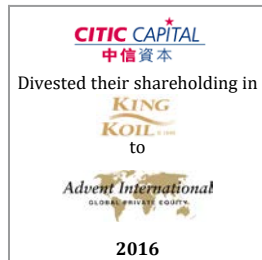 CITIC CAPITAL
中信資本
Divested their shareholding in
KING
KOIL
to
Advent International
GLOBAL PRIVATE EQUITY
2016